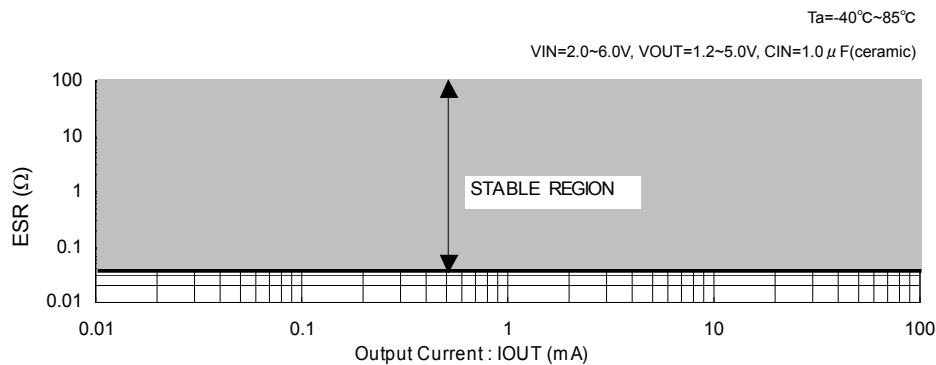 Ta=-40℃~85℃
VIN=2.0~6.0V, VOUT=1.2~5.0V, CIN=1.0 μ F(ceramic)
100
10
1
0.1
0.01
ESR (Ω)
STABLE REGION
0.01 0.1 1 10 100
Output Current : IOUT (mA)